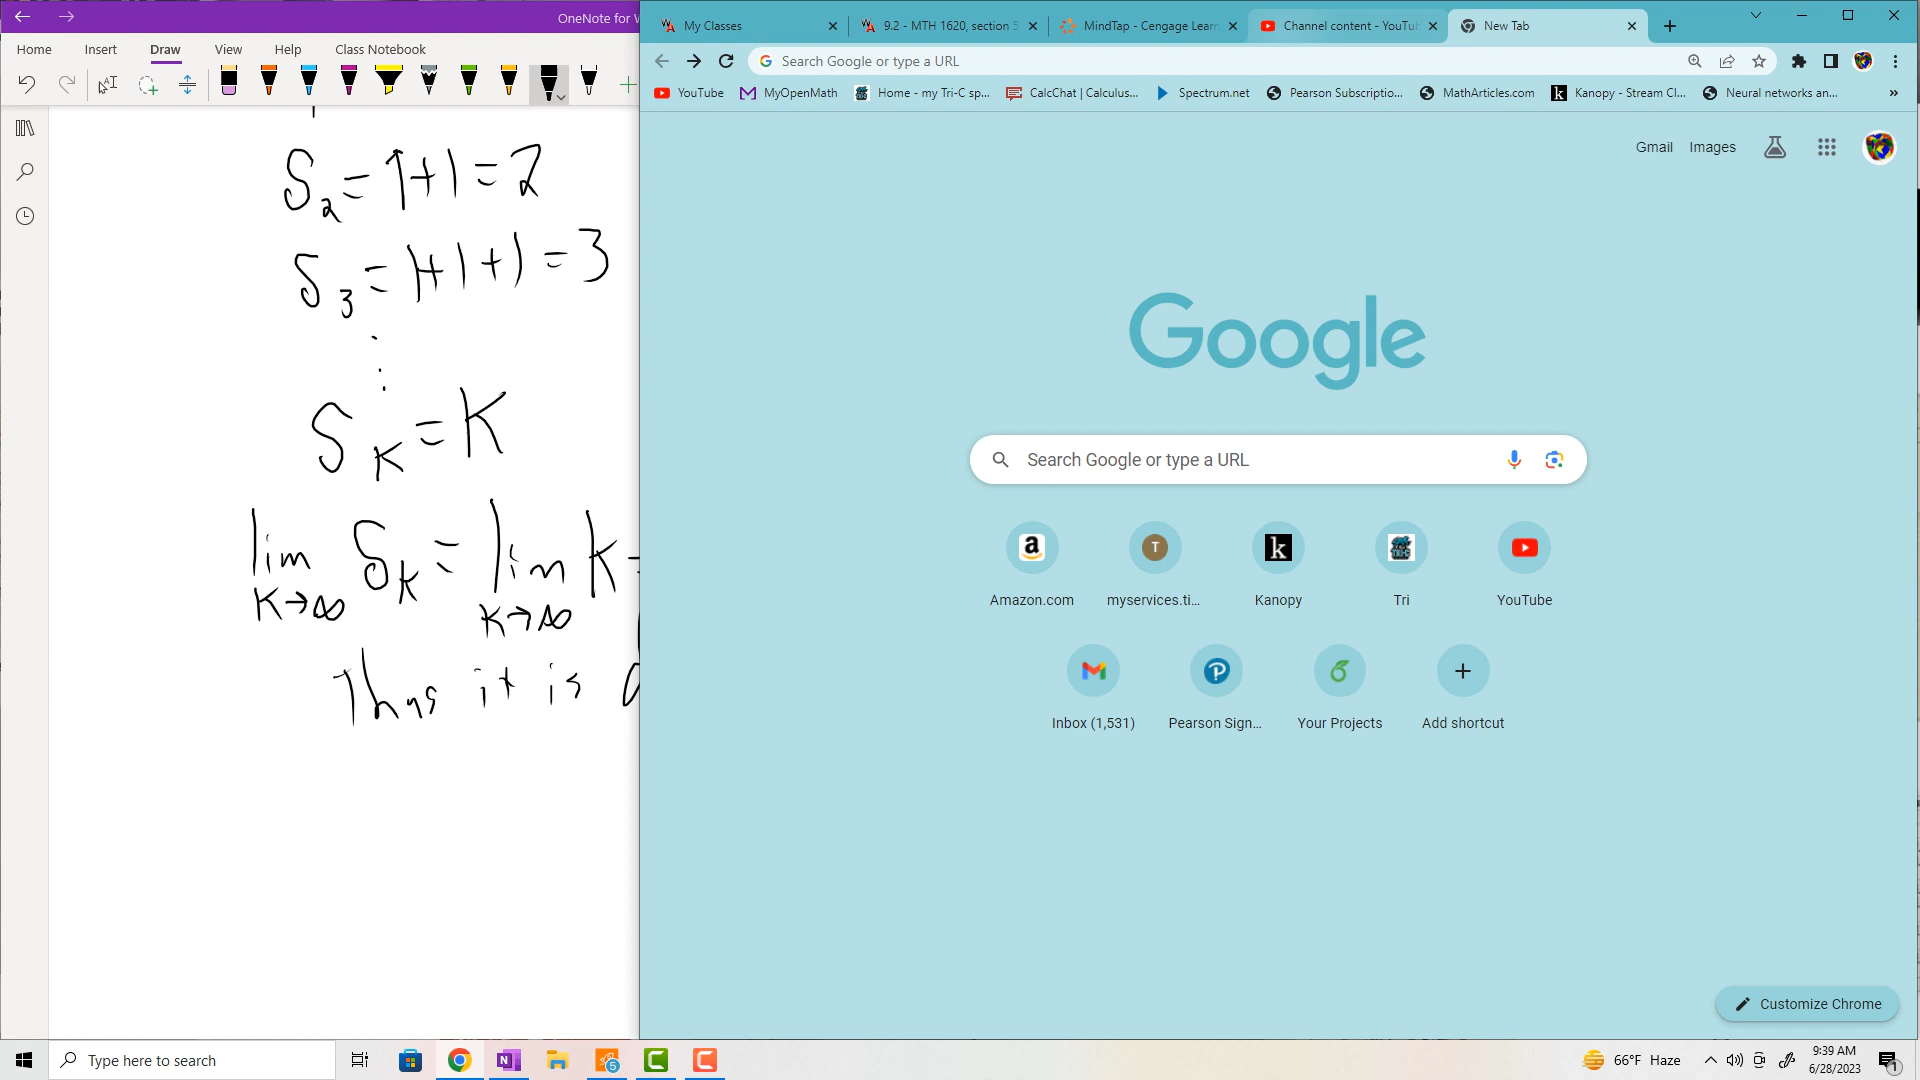 OneNote for W
Home Insert Draw View Help Class Notebook
S₂ = 1+1 = 2
S₃ = 1+1+1 = 3
S_K = K
lim S_K = lim K =
K→∞ K→∞
Thus it is
My Classes
9.2 - MTH 1620, section 5
MindTap - Cengage Learn
Channel content - YouTu
New Tab
Search Google or type a URL
YouTube
MyOpenMath
Home - my Tri-C sp...
CalcChat | Calculus...
Spectrum.net
Pearson Subscriptio...
MathArticles.com
Kanopy - Stream Cl...
Neural networks an...
»
Gmail Images
Google
Search Google or type a URL
Amazon.com
T
myservices.ti...
Kanopy
TRI-C
Tri
YouTube
Inbox (1,531)
Pearson Sign...
Your Projects
Add shortcut
Customize Chrome
Type here to search
5
66°F Haze
9:39 AM
6/28/2023
1